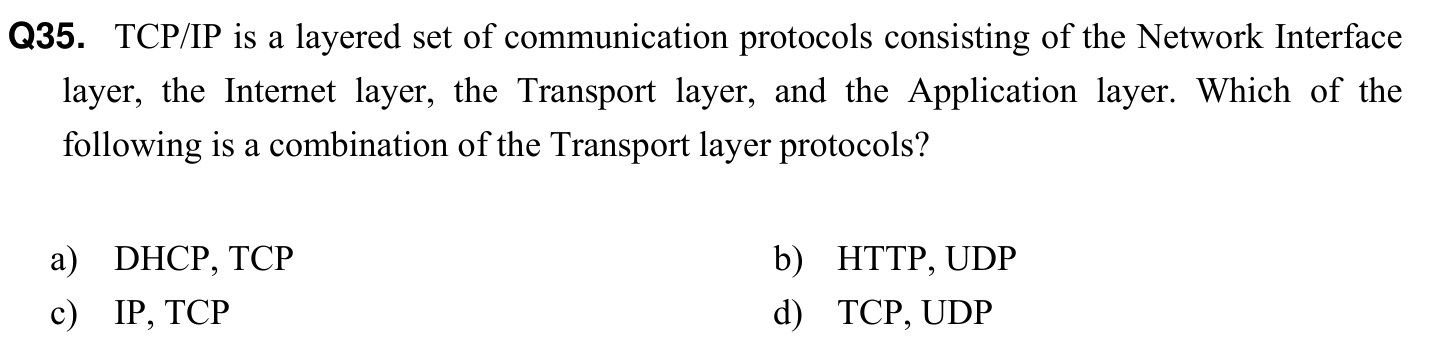 Q35. TCP/IP is a layered set of communication protocols consisting of the Network Interface
layer, the Internet layer, the Transport layer, and the Application layer. Which of the
following is a combination of the Transport layer protocols?
a) DHCP, TCP b) HTTP, UDP
c) IP, TCP d) TCP, UDP